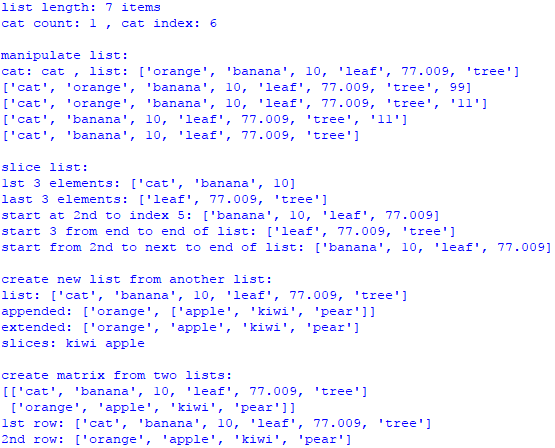 list length: 7 items
cat count: 1 , cat index: 6
manipulate list:
cat: cat , list: ['orange', 'banana', 10, 'leaf', 77.009, 'tree']
['cat', 'orange', 'banana', 10, 'leaf', 77.009, 'tree', 99]
['cat', 'orange', 'banana', 10, 'leaf', 77.009, 'tree', '11']
['cat', 'banana', 10, 'leaf', 77.009, 'tree', '11']
['cat', 'banana', 10, 'leaf', 77.009, 'tree']
slice list:
1st 3 elements: ['cat', 'banana', 10]
last 3 elements: ['leaf', 77.009, 'tree']
start at 2nd to index 5: ['banana', 10, 'leaf', 77.009]
start 3 from end to end of list: ['leaf', 77.009, 'tree']
start from 2nd to next to end of list: ['banana', 10, 'leaf', 77.009]
create new list from another list:
list: ['cat', 'banana', 10, 'leaf', 77.009, 'tree']
appended: ['orange', ['apple', 'kiwi', 'pear']]
extended: ['orange', 'apple', 'kiwi', 'pear']
slices: kiwi apple
create matrix from two lists:
[['cat', 'banana', 10, 'leaf', 77.009, 'tree']
['orange', 'apple', 'kiwi', 'pear']]
1st row: ['cat', 'banana', 10, 'leaf', 77.009, 'tree']
2nd row: ['orange', 'apple', 'kiwi', 'pear']